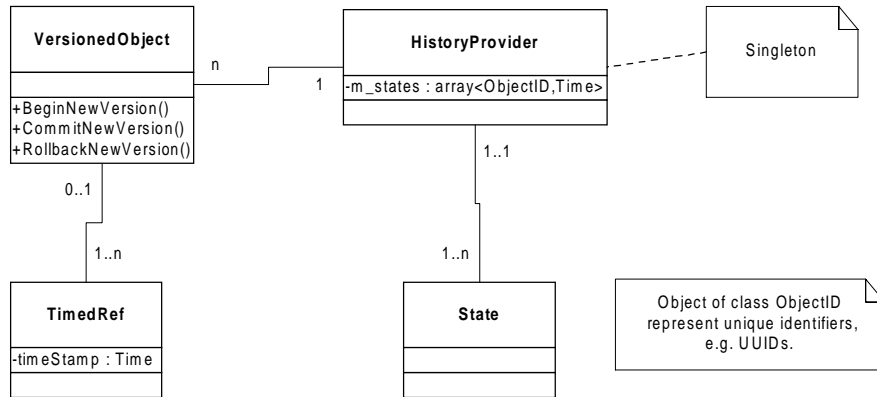 VersionedObject
+BeginNewVersion()
+CommitNewVersion()
+RollbackNewVersion()
n
1
HistoryProvider
-m_states : array<ObjectID,Time>
Singleton
0..1
1..n
1..1
1..n
TimedRef
-timeStamp : Time
State
Object of class ObjectID
represent unique identifiers,
e.g. UUIDs.